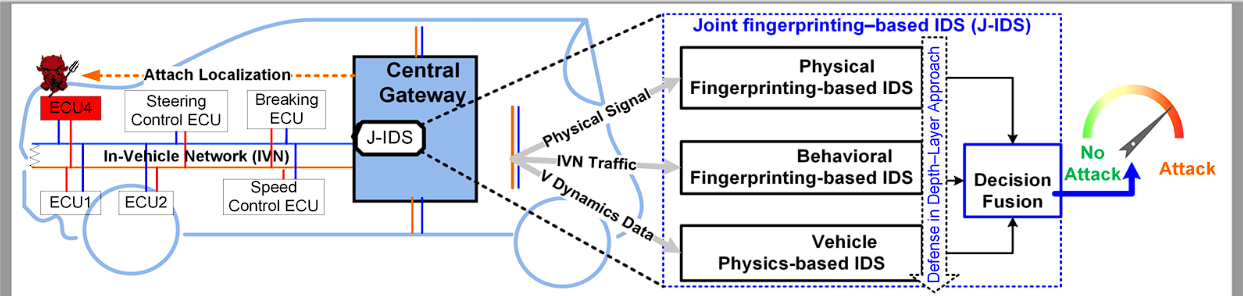 Joint fingerprinting–based IDS (J-IDS)
Attach Localization
Central
Gateway
ECU4
Steering
Control ECU
Breaking
ECU
J-IDS
In-Vehicle Network (IVN)
ECU1
ECU2
Speed
Control ECU
Physical Signal
IVN Traffic
V Dynamics Data
Physical
Fingerprinting-based IDS
Behavioral
Fingerprinting-based IDS
Vehicle
Physics-based IDS
Defense in Depth–Layer Approach
Decision
Fusion
No
Attack
Attack